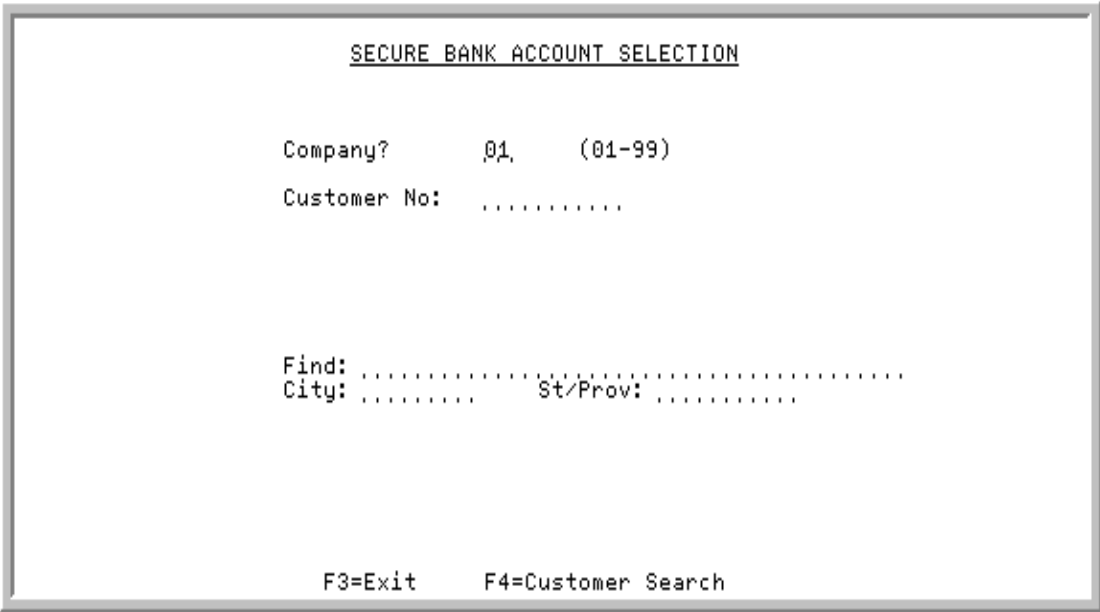 SECURE BANK ACCOUNT SELECTION
Company? 01 (01-99)
Customer No:
Find:
City: St/Prov:
F3=Exit F4=Customer Search